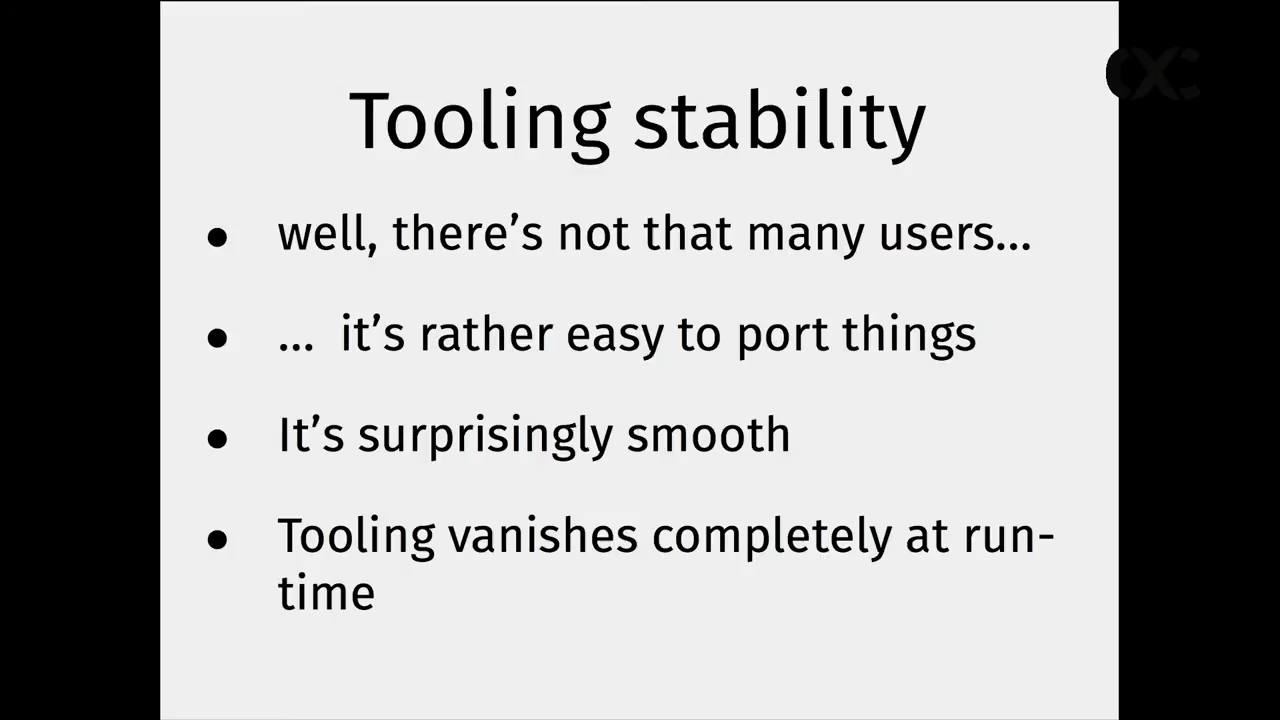 Tooling stability
● well, there’s not that many users...
● ... it’s rather easy to port things
● It’s surprisingly smooth
● Tooling vanishes completely at run-
time